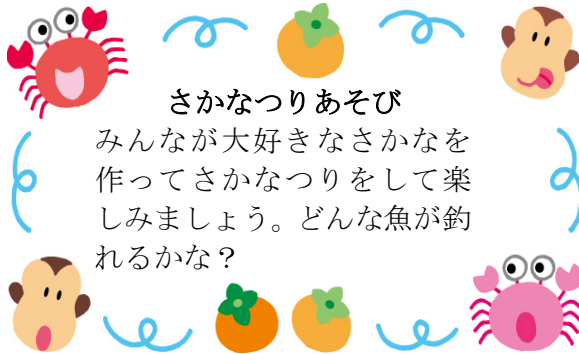 さかなつりあそび
みんなが大好きなさかなを
作ってさかなつりをして楽
しみましょう。どんな魚が釣
れるかな？